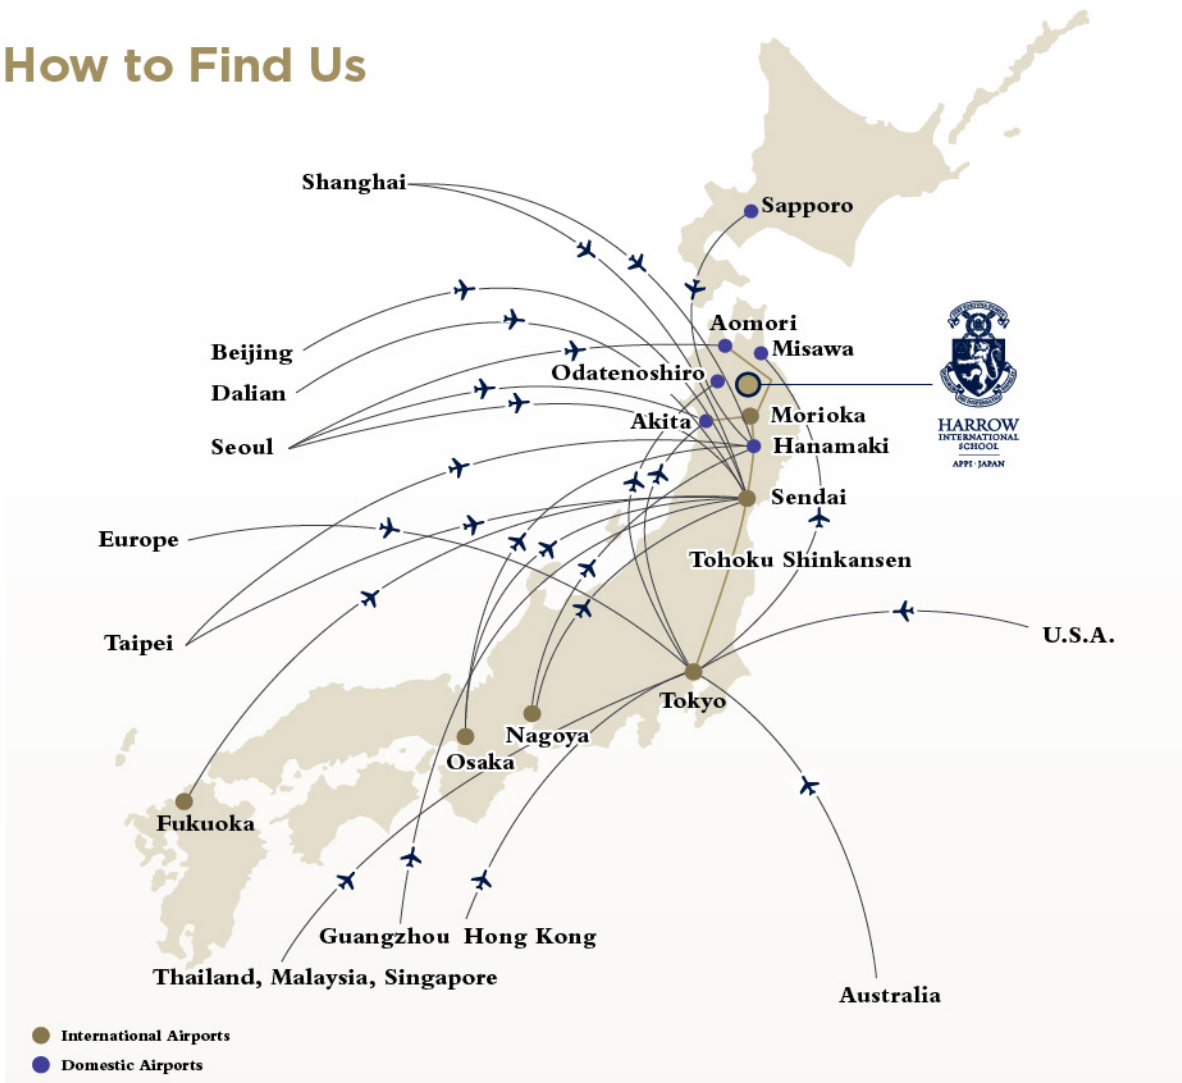 How to Find Us
Shanghai
Sapporo
Aomori
Misawa
Beijing
Odatenoshiro
Dalian
Akita
Morioka
HARROW
INTERNATIONAL
SCHOOL
APPI · JAPAN
Seoul
Hanamaki
Sendai
Europe
Tohoku Shinkansen
Taipei
U.S.A.
Tokyo
Nagoya
Osaka
Fukuoka
Guangzhou
Hong Kong
Thailand, Malaysia, Singapore
Australia
International Airports
Domestic Airports